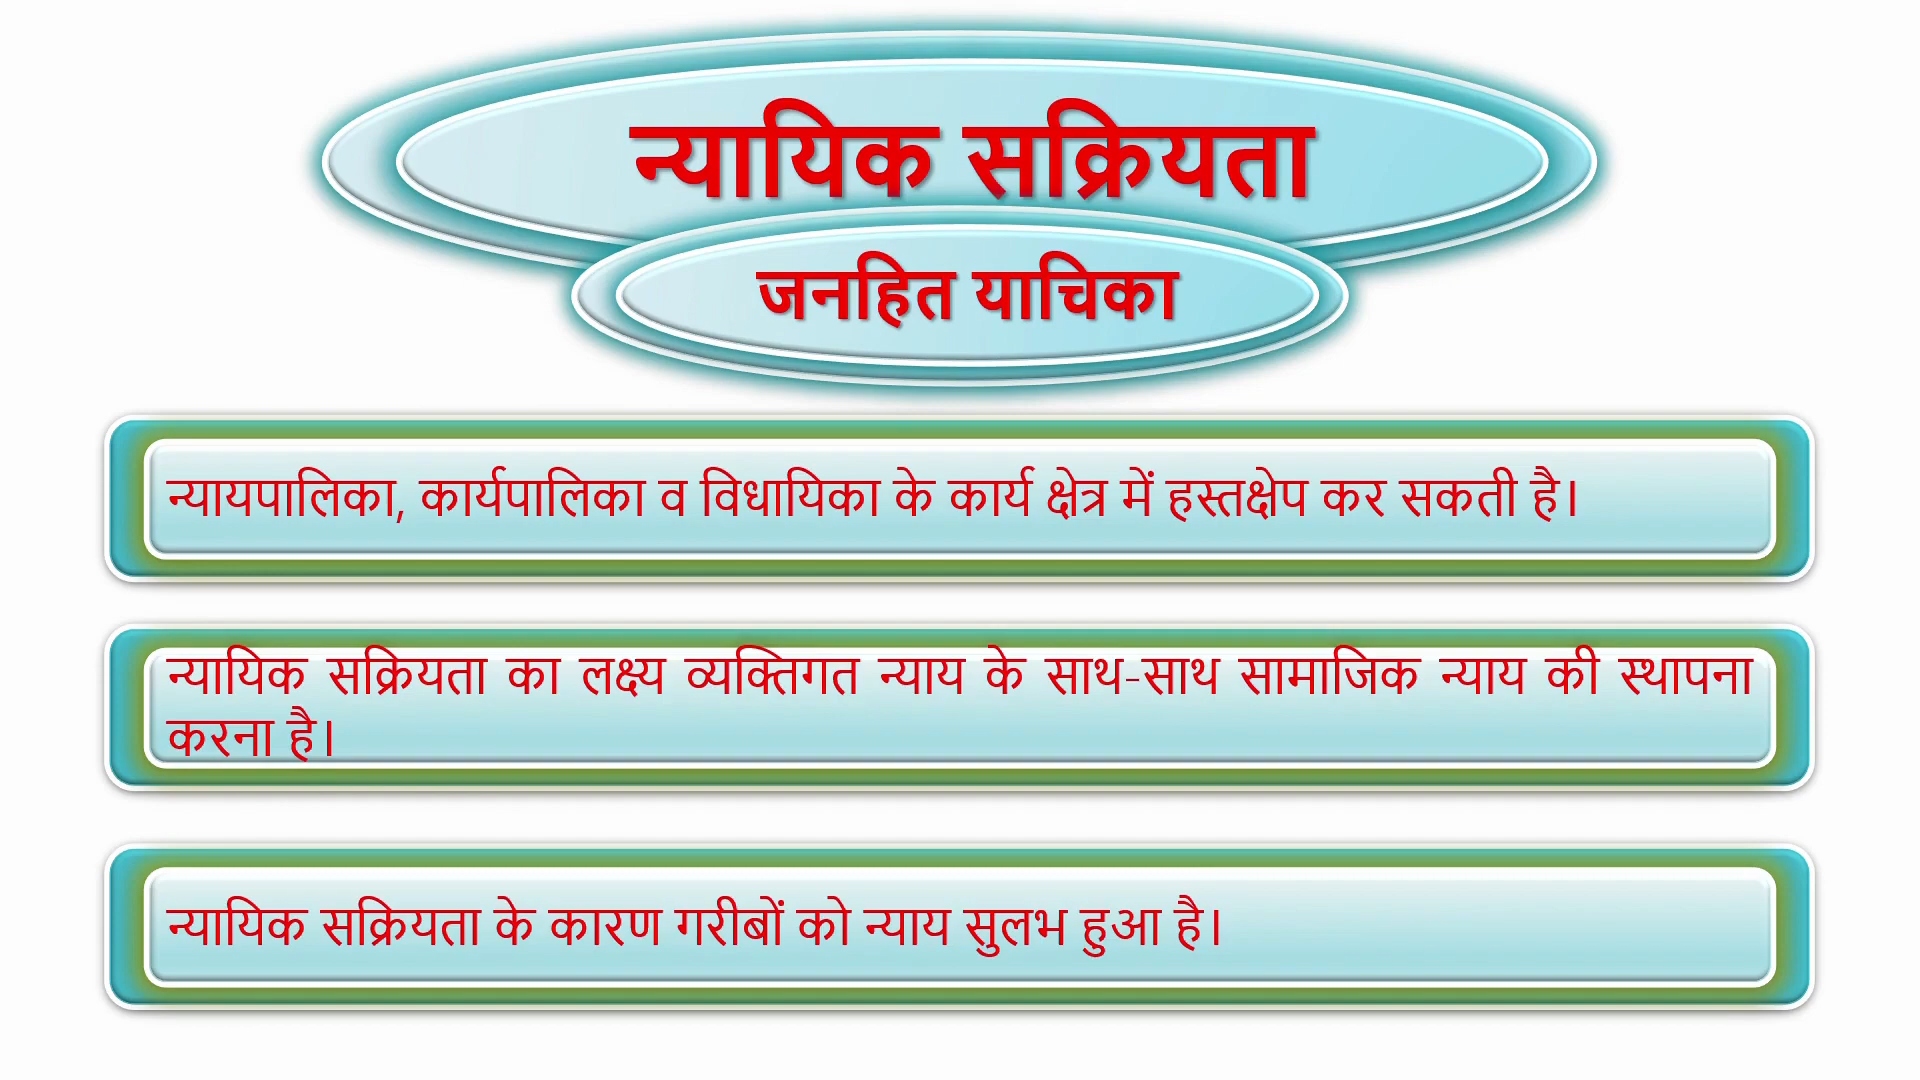 न्यायिक सक्रियता
जनहित याचिका
न्यायपालिका, कार्यपालिका व विधायिका के कार्य क्षेत्र में हस्तक्षेप कर सकती है।
न्यायिक सक्रियता का लक्ष्य व्यक्तिगत न्याय के साथ-साथ सामाजिक न्याय की स्थापना
करना है।
न्यायिक सक्रियता के कारण गरीबों को न्याय सुलभ हुआ है।